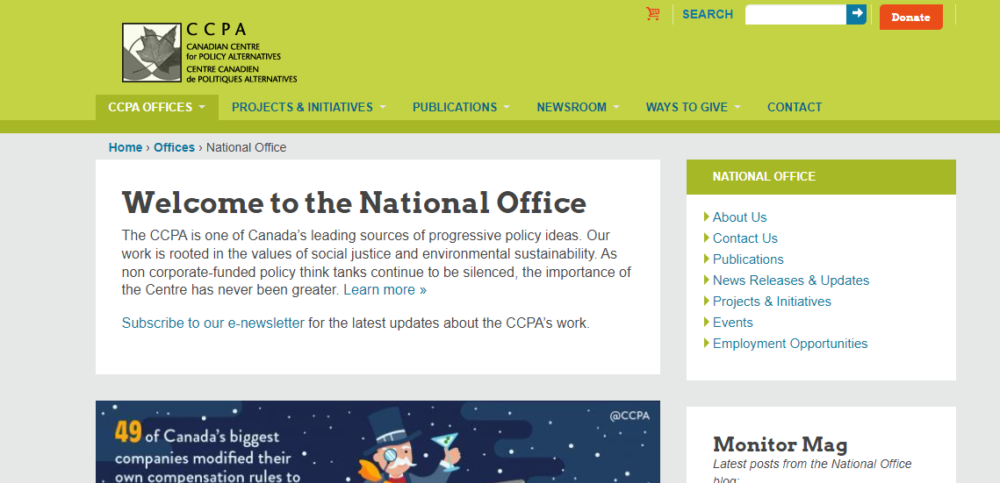 CCPA
CANADIAN CENTRE
for POLICY ALTERNATIVES
CENTRE CANADIEN
de POLITIQUES ALTERNATIVES
SEARCH
Donate
CCPA OFFICES
PROJECTS & INITIATIVES
PUBLICATIONS
NEWSROOM
WAYS TO GIVE
CONTACT
Home › Offices › National Office
Welcome to the National Office
The CCPA is one of Canada’s leading sources of progressive policy ideas. Our
work is rooted in the values of social justice and environmental sustainability. As
non corporate-funded policy think tanks continue to be silenced, the importance of
the Centre has never been greater. Learn more »
Subscribe to our e-newsletter for the latest updates about the CCPA’s work.
@CCPA
49 of Canada’s biggest
companies modified their
own compensation rules to
NATIONAL OFFICE
About Us
Contact Us
Publications
News Releases & Updates
Projects & Initiatives
Events
Employment Opportunities
Monitor Mag
Latest posts from the National Office
blog: